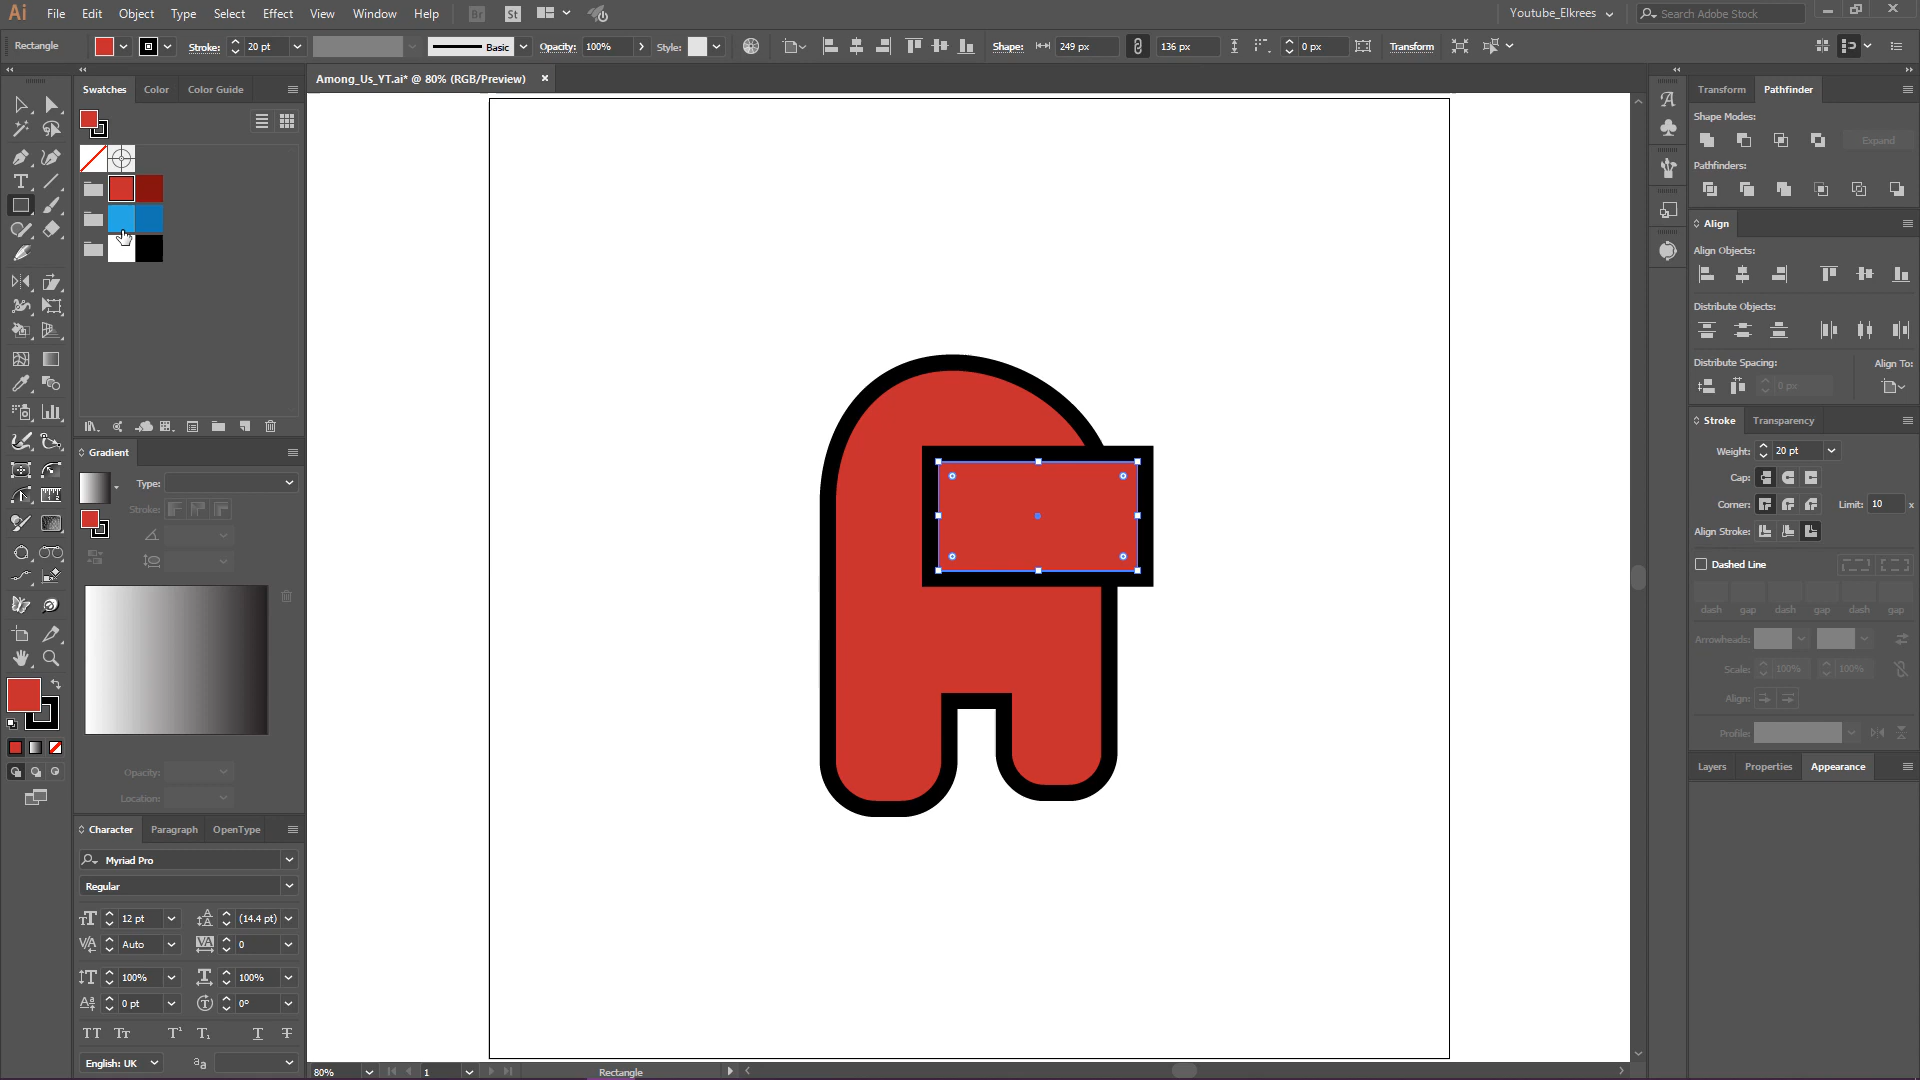 Ai File Edit Object Type Select Effect View Window Help Br St Youtube_Elkrees Search Adobe Stock
Rectangle Stroke: 20 pt Basic Opacity: 100% Style: Shape: 249 px 136 px 0 px Transform
Among_Us_YT.ai* @ 80% (RGB/Preview)
Swatches Color Color Guide
Gradient
Type:
Stroke:
Opacity:
Location:
Character Paragraph OpenType
Myriad Pro
Regular
12 pt (14.4 pt)
Auto 0
100% 100%
0 pt 0°
English: UK
80% 1 Rectangle
Transform Pathfinder
Shape Modes:
Expand
Pathfinders:
Align
Align Objects:
Distribute Objects:
Distribute Spacing: Align To:
0 px
Stroke Transparency
Weight: 20 pt
Cap:
Corner: Limit: 10 x
Align Stroke:
Dashed Line
dash gap dash gap dash gap
Arrowheads:
Scale: 100% 100%
Align:
Profile:
Layers Properties Appearance